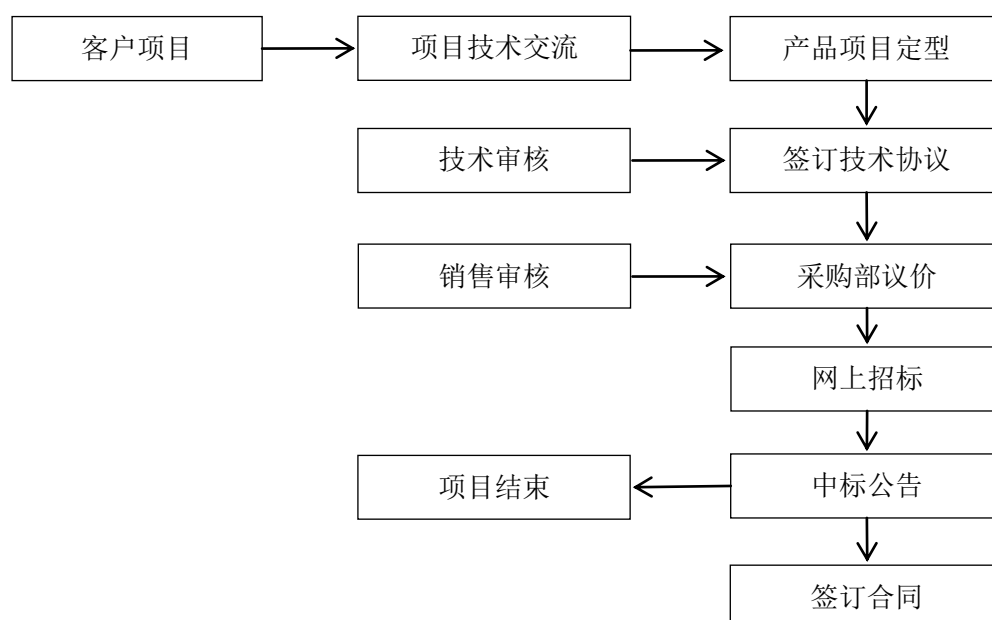 客户项目
项目技术交流
产品项目定型
技术审核
签订技术协议
销售审核
采购部议价
网上招标
项目结束
中标公告
签订合同